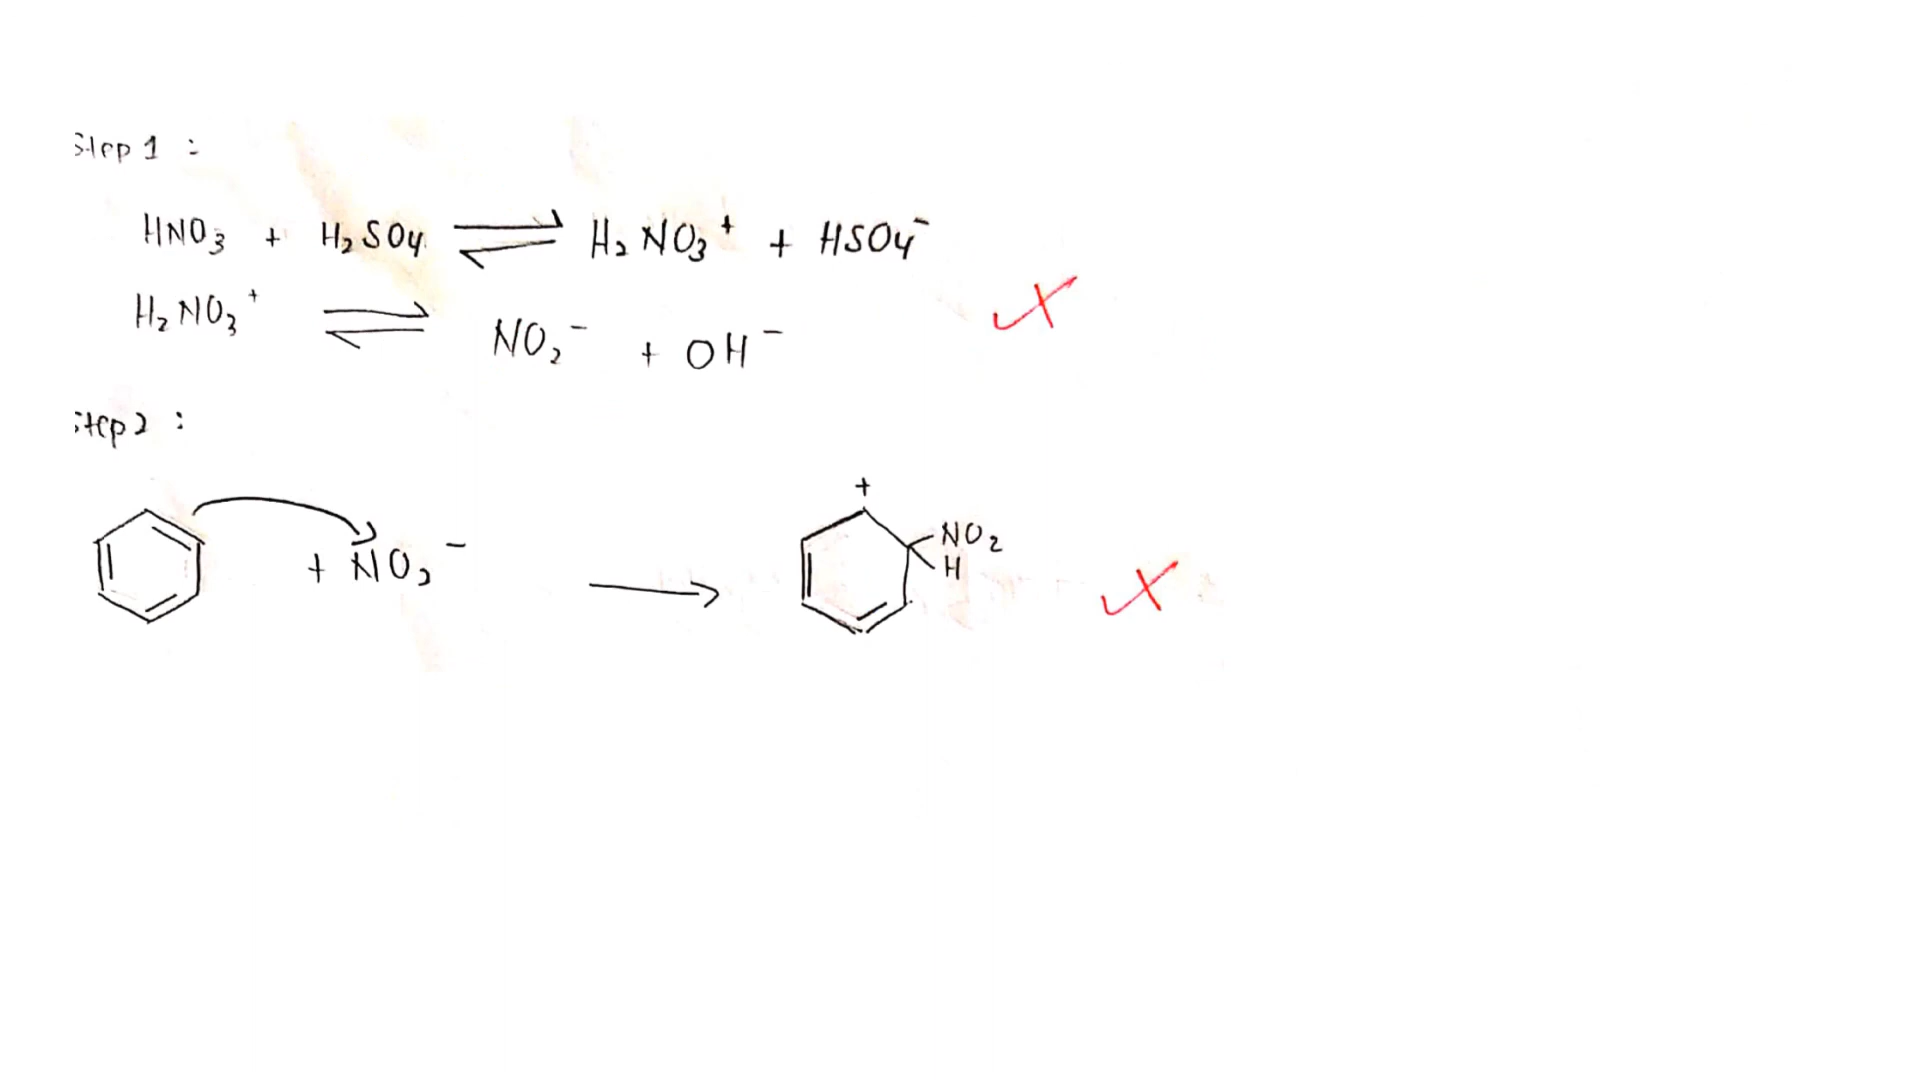 Step 1 :
HNO₃ + H₂SO₄ ⇌ H₂NO₃⁺ + HSO₄⁻
H₂NO₃⁺ ⇌ NO₂⁻ + OH⁻
Step 2 :
+ NO₂⁻ → + NO₂ H